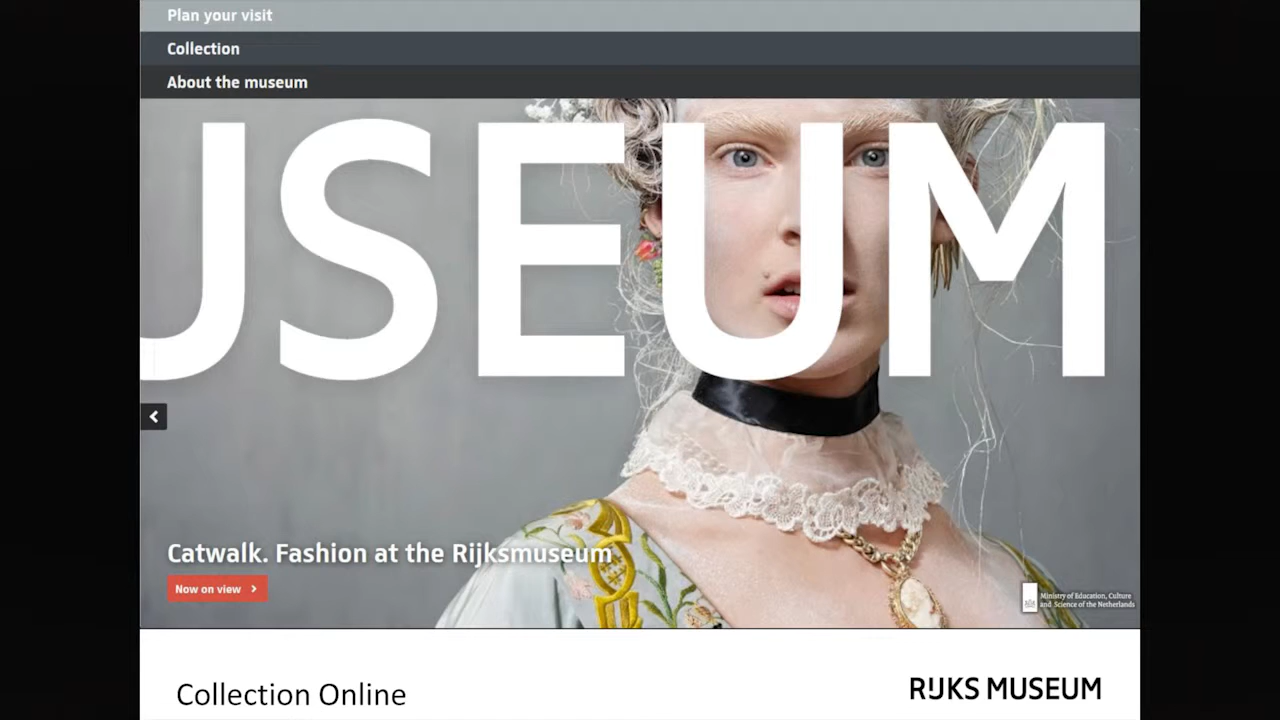 Plan your visit
Collection
About the museum
USEUM
Catwalk. Fashion at the Rijksmuseum
Now on view
Ministry of Education, Culture
and Science of the Netherlands
Collection Online
RIJKS MUSEUM